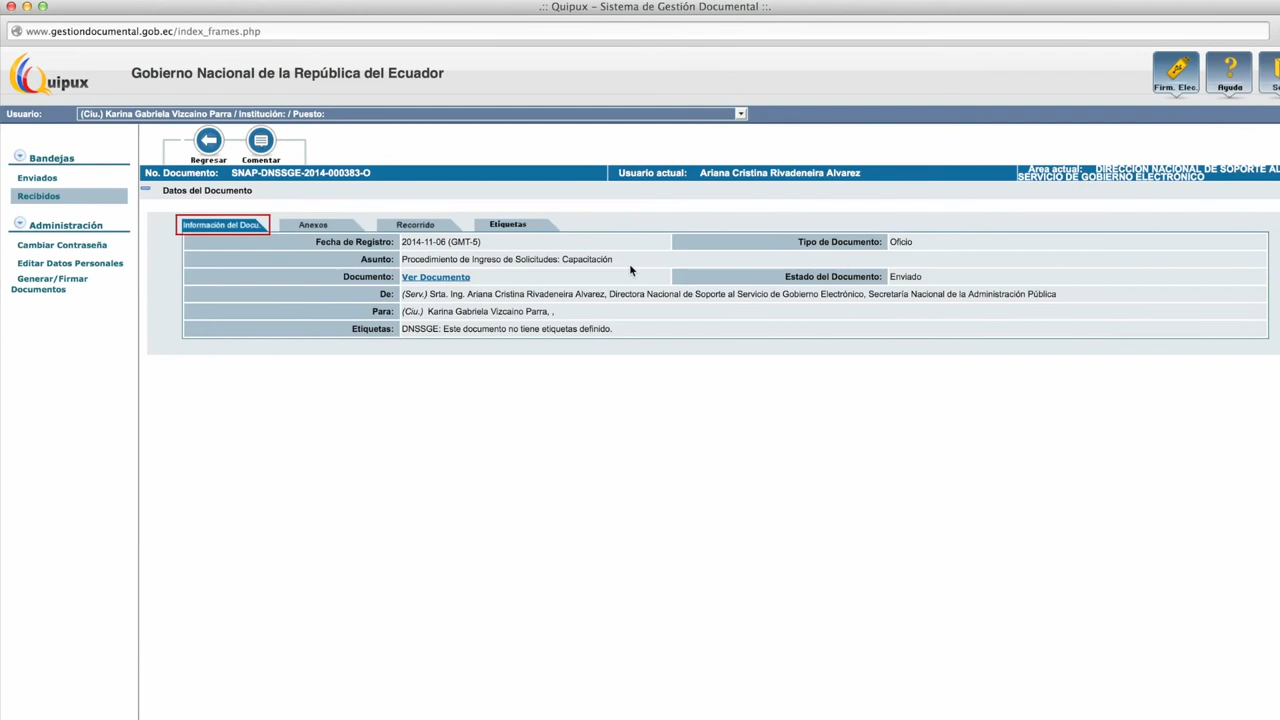 .:: Quipux - Sistema de Gestión Documental ::.
www.gestiondocumental.gob.ec/index_frames.php
Quipux
Gobierno Nacional de la República del Ecuador
Firm. Elec.
Ayuda
Usuario:
(Ciu.) Karina Gabriela Vizcaino Parra / Institución: / Puesto:
Bandejas
Enviados
Recibidos
Administración
Cambiar Contraseña
Editar Datos Personales
Generar/Firmar
Documentos
Regresar
Comentar
No. Documento: SNAP-DNSSGE-2014-000383-O
Usuario actual: Ariana Cristina Rivadeneira Alvarez
Area actual: DIRECCIÓN NACIONAL DE SOPORTE AL
SERVICIO DE GOBIERNO ELECTRÓNICO
Datos del Documento
Información del Docu.
Anexos
Recorrido
Etiquetas
Fecha de Registro: 2014-11-06 (GMT-5)
Tipo de Documento: Oficio
Asunto: Procedimiento de Ingreso de Solicitudes: Capacitación
Documento: Ver Documento
Estado del Documento: Enviado
De: (Serv.) Srta. Ing. Ariana Cristina Rivadeneira Alvarez, Directora Nacional de Soporte al Servicio de Gobierno Electrónico, Secretaría Nacional de la Administración Pública
Para: (Ciu.) Karina Gabriela Vizcaino Parra, ,
Etiquetas: DNSSGE: Este documento no tiene etiquetas definido.